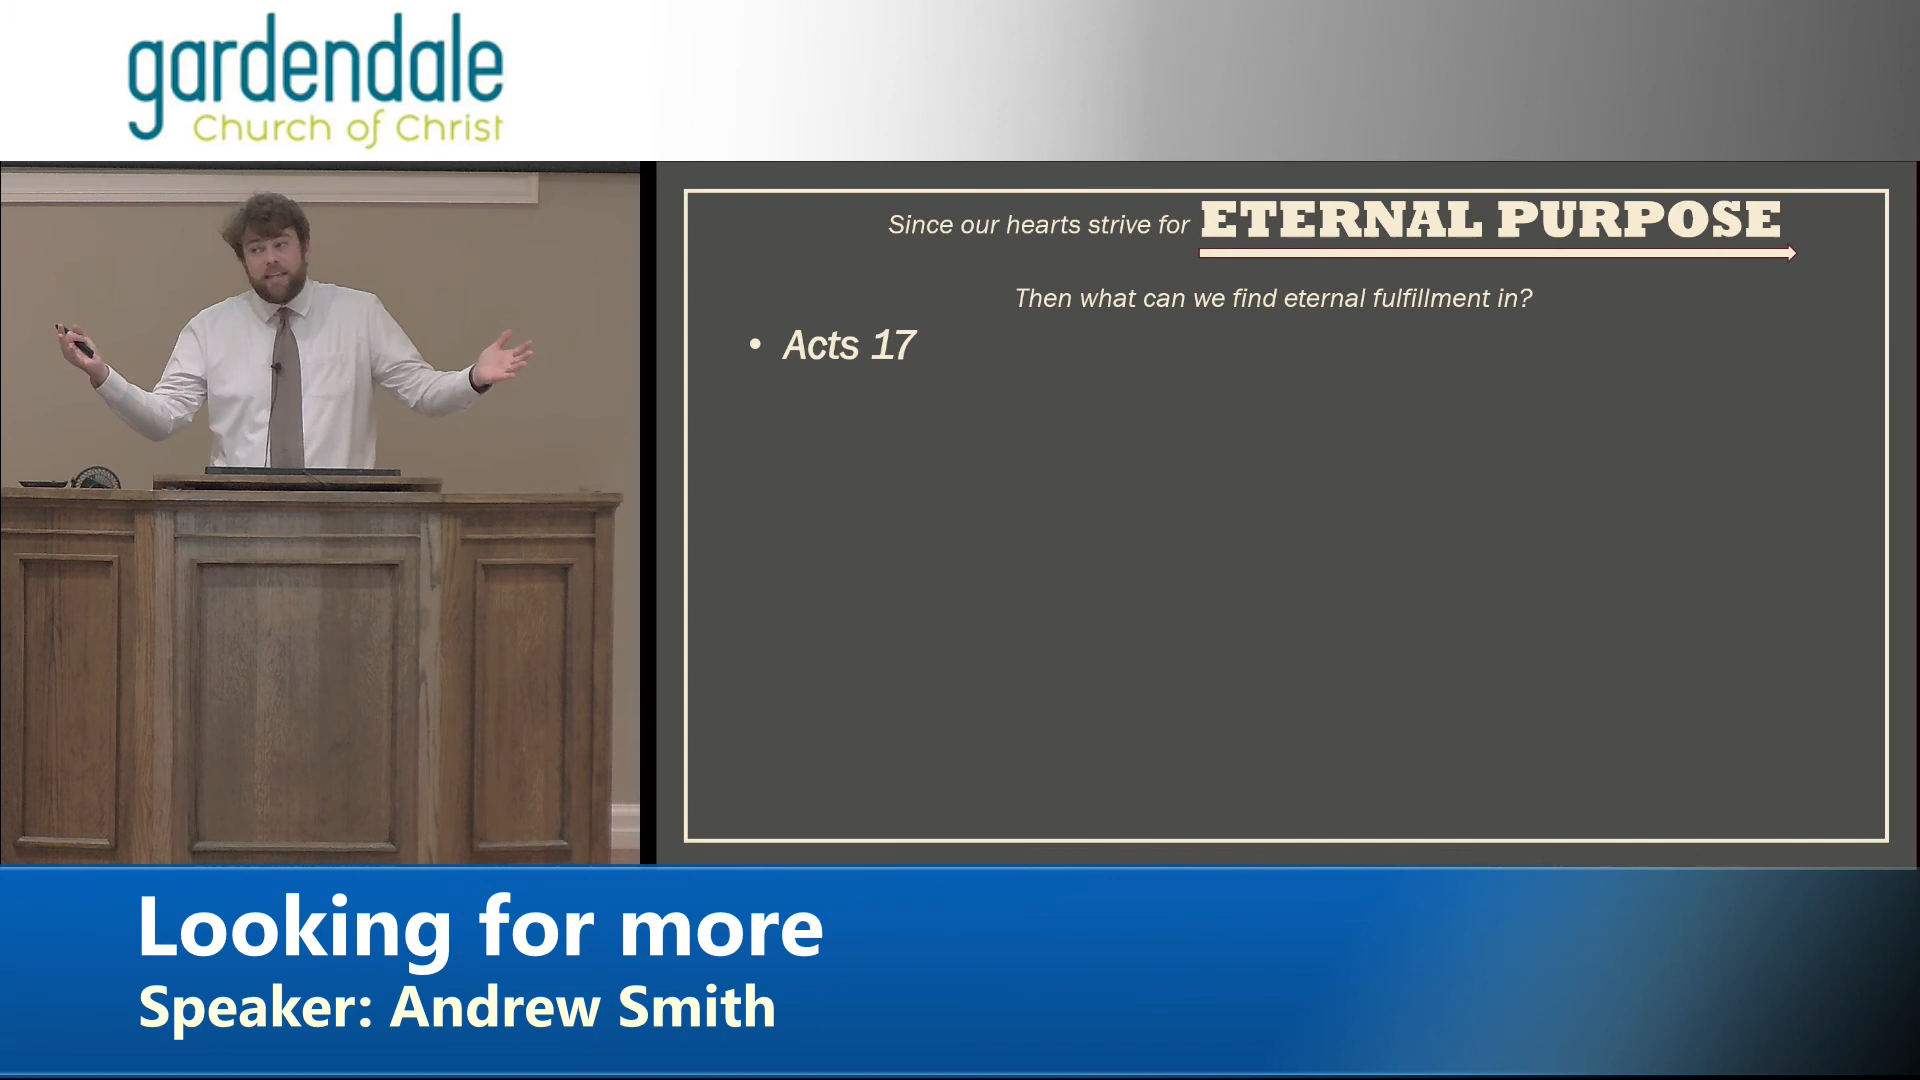 gardendale
Church of Christ
Since our hearts strive for ETERNAL PURPOSE
Then what can we find eternal fulfillment in?
• Acts 17
Looking for more
Speaker: Andrew Smith